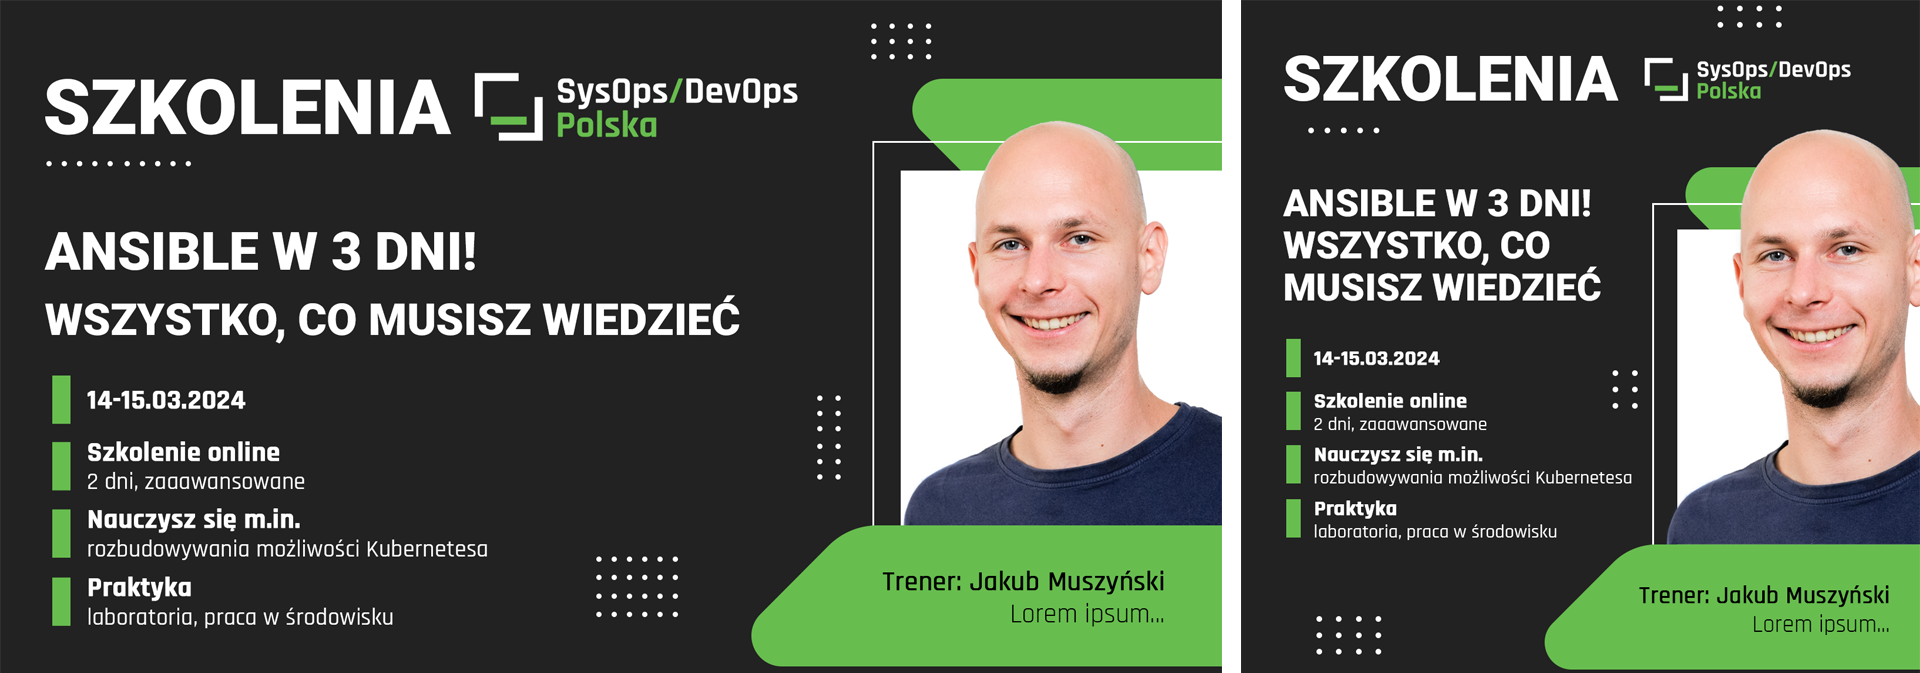 SZKOLENIA
SysOps/DevOps
Polska
ANSIBLE W 3 DNI!
WSZYSTKO, CO MUSISZ WIEDZIEĆ
14-15.03.2024
Szkolenie online
2 dni, zaaawansowane
Nauczysz się m.in.
rozbudowywania możliwości Kubernetesa
Praktyka
laboratoria, praca w środowisku
Trener: Jakub Muszyński
Lorem ipsum...
SZKOLENIA
SysOps/DevOps
Polska
ANSIBLE W 3 DNI!
WSZYSTKO, CO
MUSISZ WIEDZIEĆ
14-15.03.2024
Szkolenie online
2 dni, zaaawansowane
Nauczysz się m.in.
rozbudowywania możliwości Kubernetesa
Praktyka
laboratoria, praca w środowisku
Trener: Jakub Muszyński
Lorem ipsum...